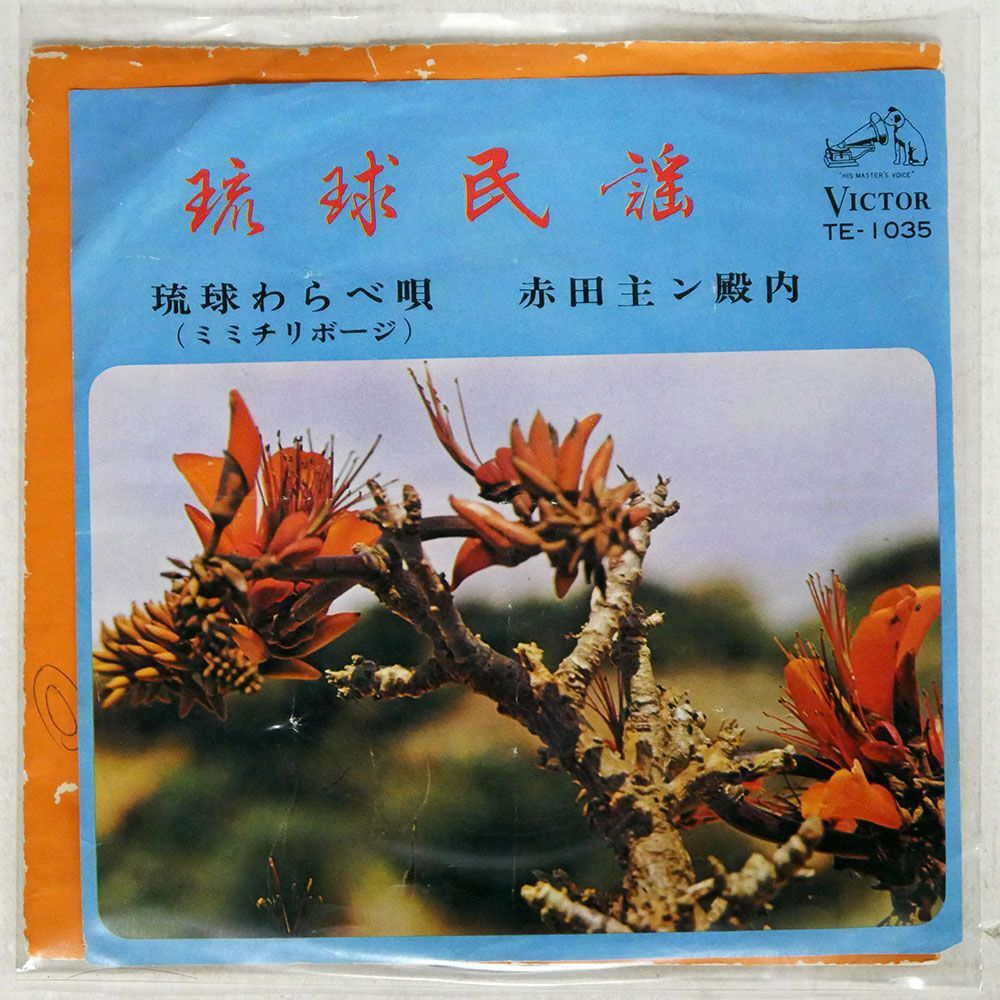 琉球民謡
"HIS MASTER'S VOICE"
VICTOR
TE-1035
琉球わらべ唄 赤田主ン殿内
(ミミチリボージ)